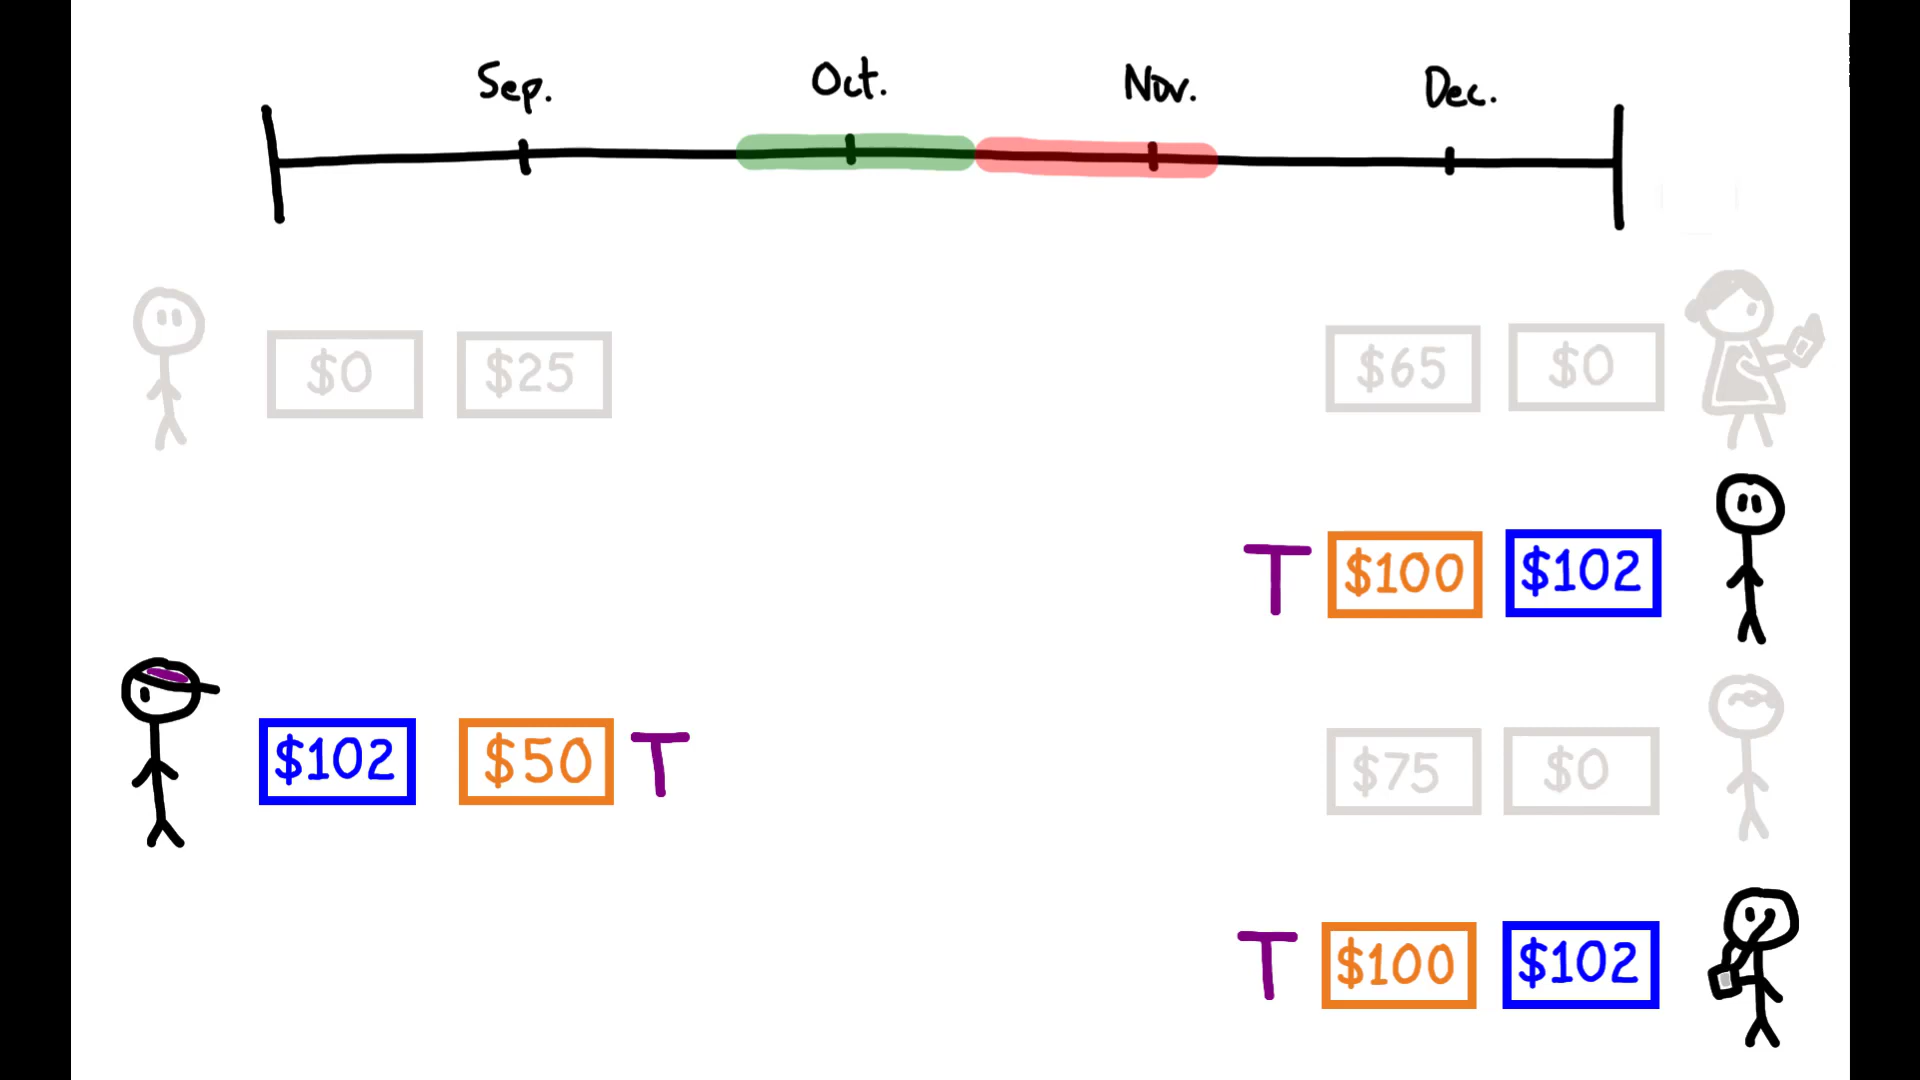 Sep. Oct. Nov. Dec.
$0 $25 $65 $0
T $100 $102
$102 $50 T
$75 $0
T $100 $102